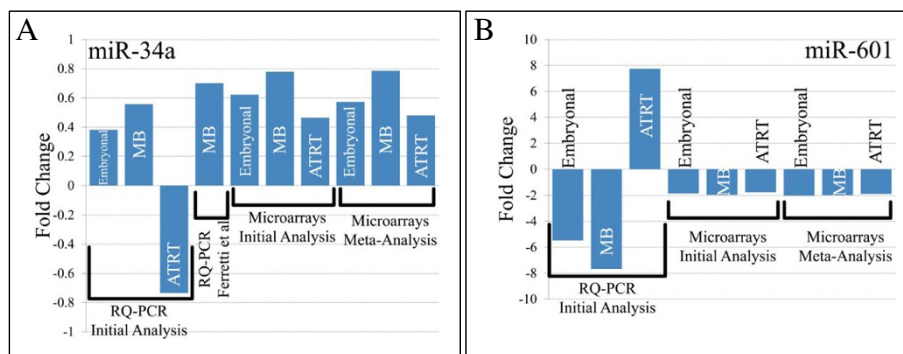 A
miR-34a
Fold Change
1
0.8
0.6
0.4
0.2
0
-0.2
-0.4
-0.6
-0.8
-1
Embryonal
MB
ATRT
MB
Embryonal
MB
ATRT
Embryonal
MB
ATRT
RQ-PCR
Initial Analysis
RQ-PCR
Ferretti et al
Microarrays
Initial Analysis
Microarrays
Meta-Analysis
B
miR-601
Fold Change
10
8
6
4
2
0
-2
-4
-6
-8
-10
Embryonal
MB
ATRT
Embryonal
MB
ATRT
Embryonal
MB
ATRT
RQ-PCR
Initial Analysis
Microarrays
Initial Analysis
Microarrays
Meta-Analysis